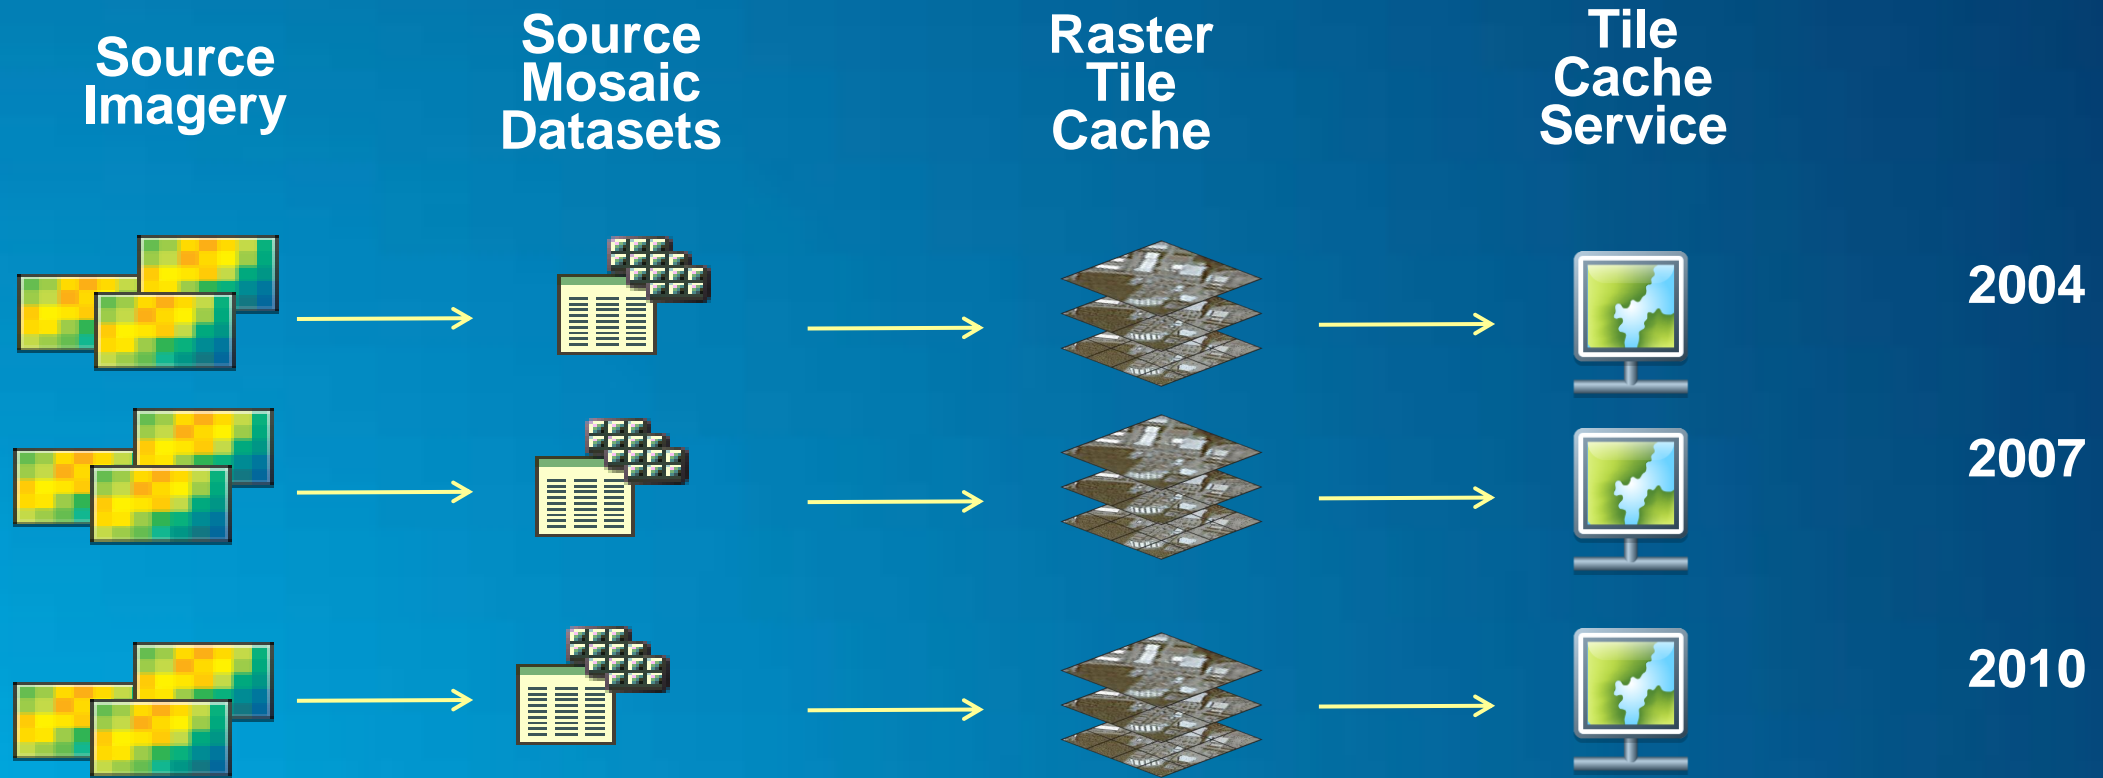 Source
Imagery
Source
Mosaic
Datasets
Raster
Tile
Cache
Tile
Cache
Service
2004
2007
2010